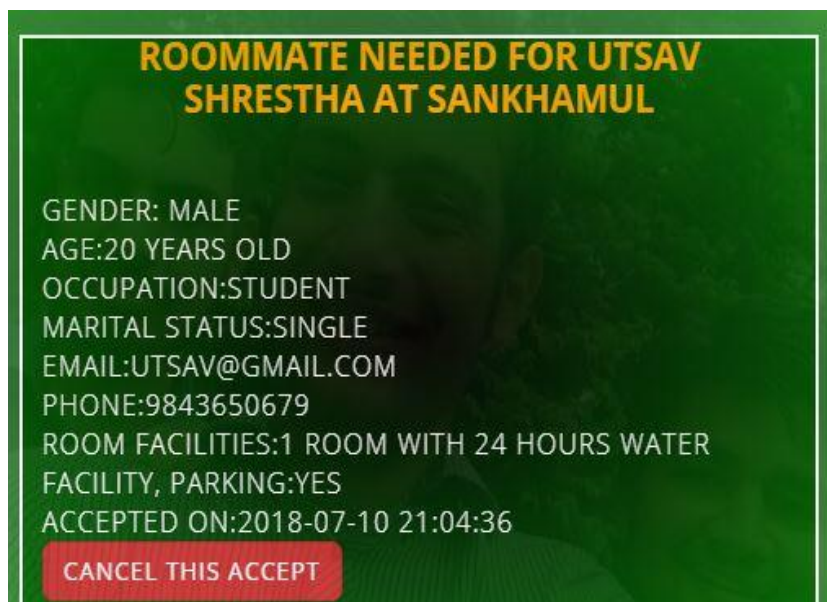 ROOMMATE NEEDED FOR UTSAV
SHRESTHA AT SANKHAMUL
GENDER: MALE
AGE:20 YEARS OLD
OCCUPATION:STUDENT
MARITAL STATUS:SINGLE
EMAIL:UTSAV@GMAIL.COM
PHONE:9843650679
ROOM FACILITIES:1 ROOM WITH 24 HOURS WATER
FACILITY, PARKING:YES
ACCEPTED ON:2018-07-10 21:04:36
CANCEL THIS ACCEPT